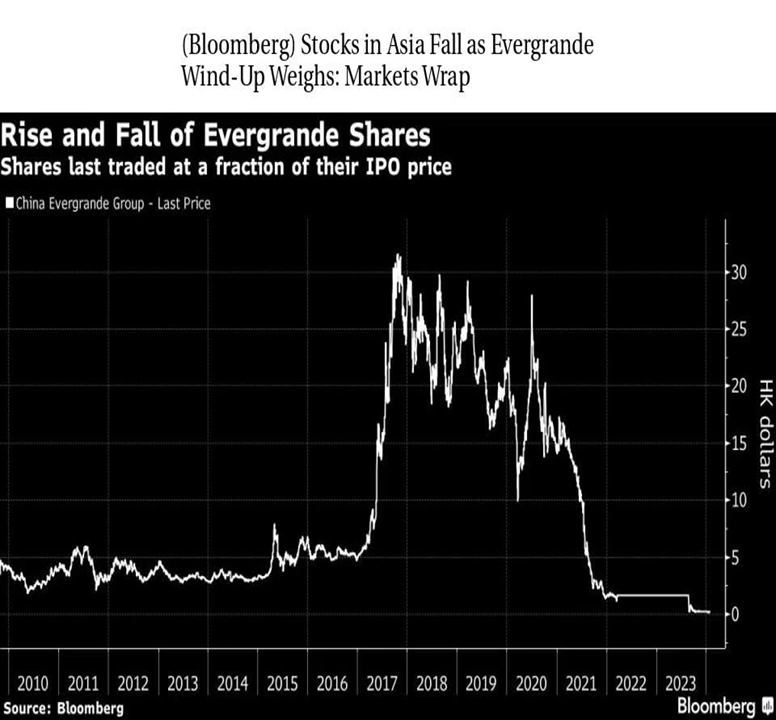 (Bloomberg) Stocks in Asia Fall as Evergrande
Wind-Up Weighs: Markets Wrap
Rise and Fall of Evergrande Shares
Shares last traded at a fraction of their IPO price
China Evergrande Group - Last Price
30
25
20
15
10
5
0
HK dollars
2010 2011 2012 2013 2014 2015 2016 2017 2018 2019 2020 2021 2022 2023
Source: Bloomberg
Bloomberg